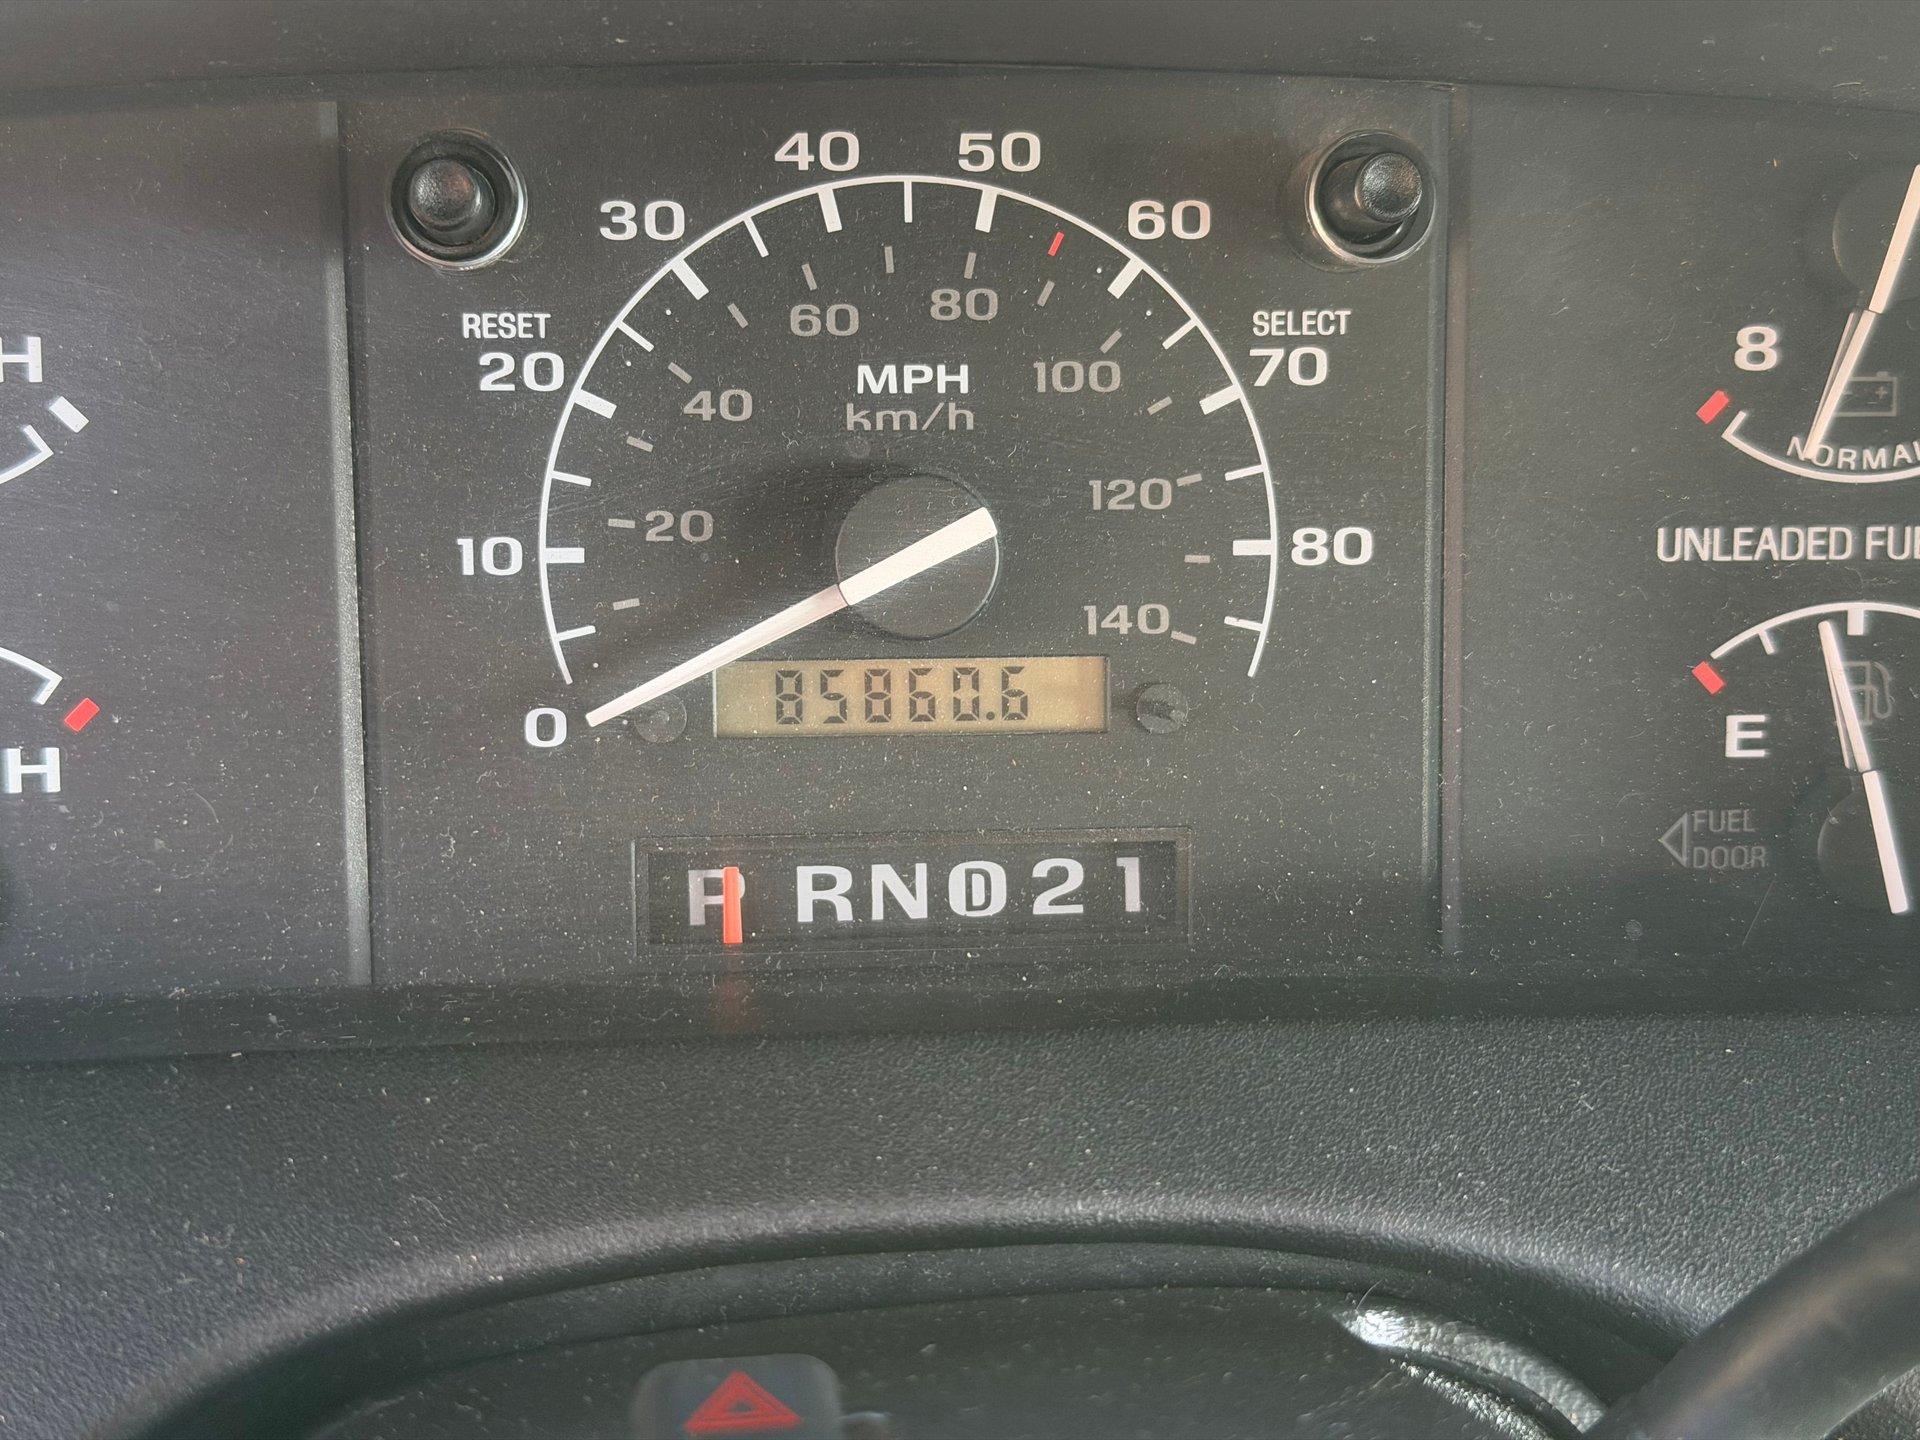 40 50
30 60
RESET SELECT
20 70
60 80
MPH
km/h
40 100
H
8
NORMAL
10 20 120 80
UNLEADED FUE
140
85860.6
0
H
E
FUEL
DOOR
P R N D 2 1